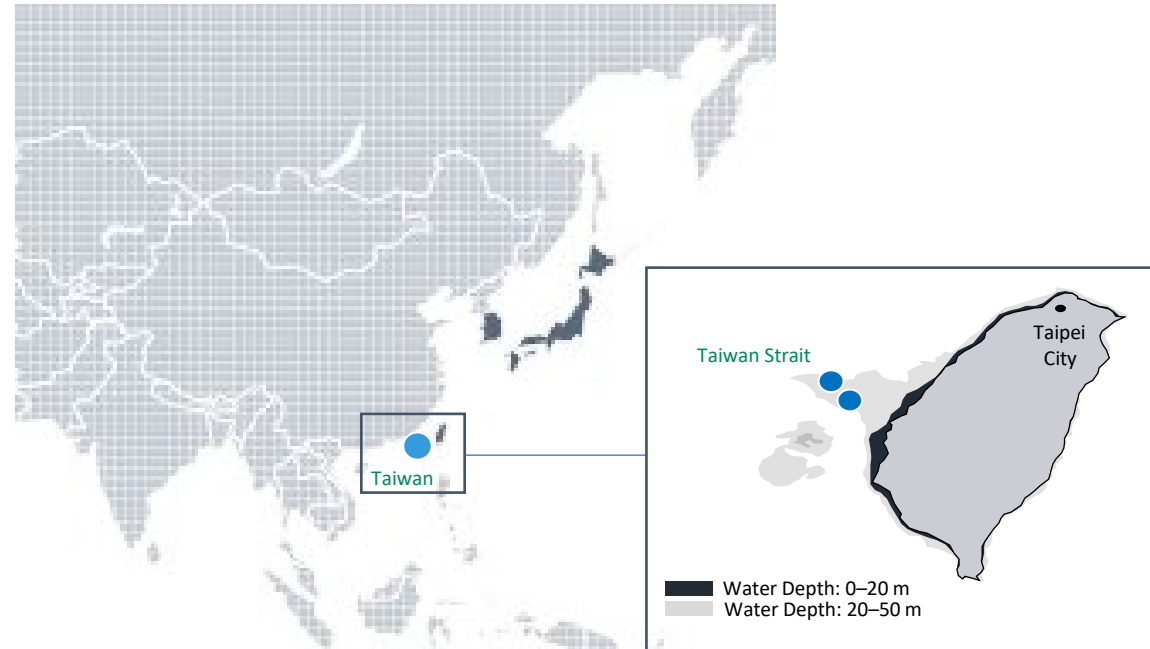 Taiwan
Taipei
City
Taiwan Strait
Water Depth: 0–20 m
Water Depth: 20–50 m